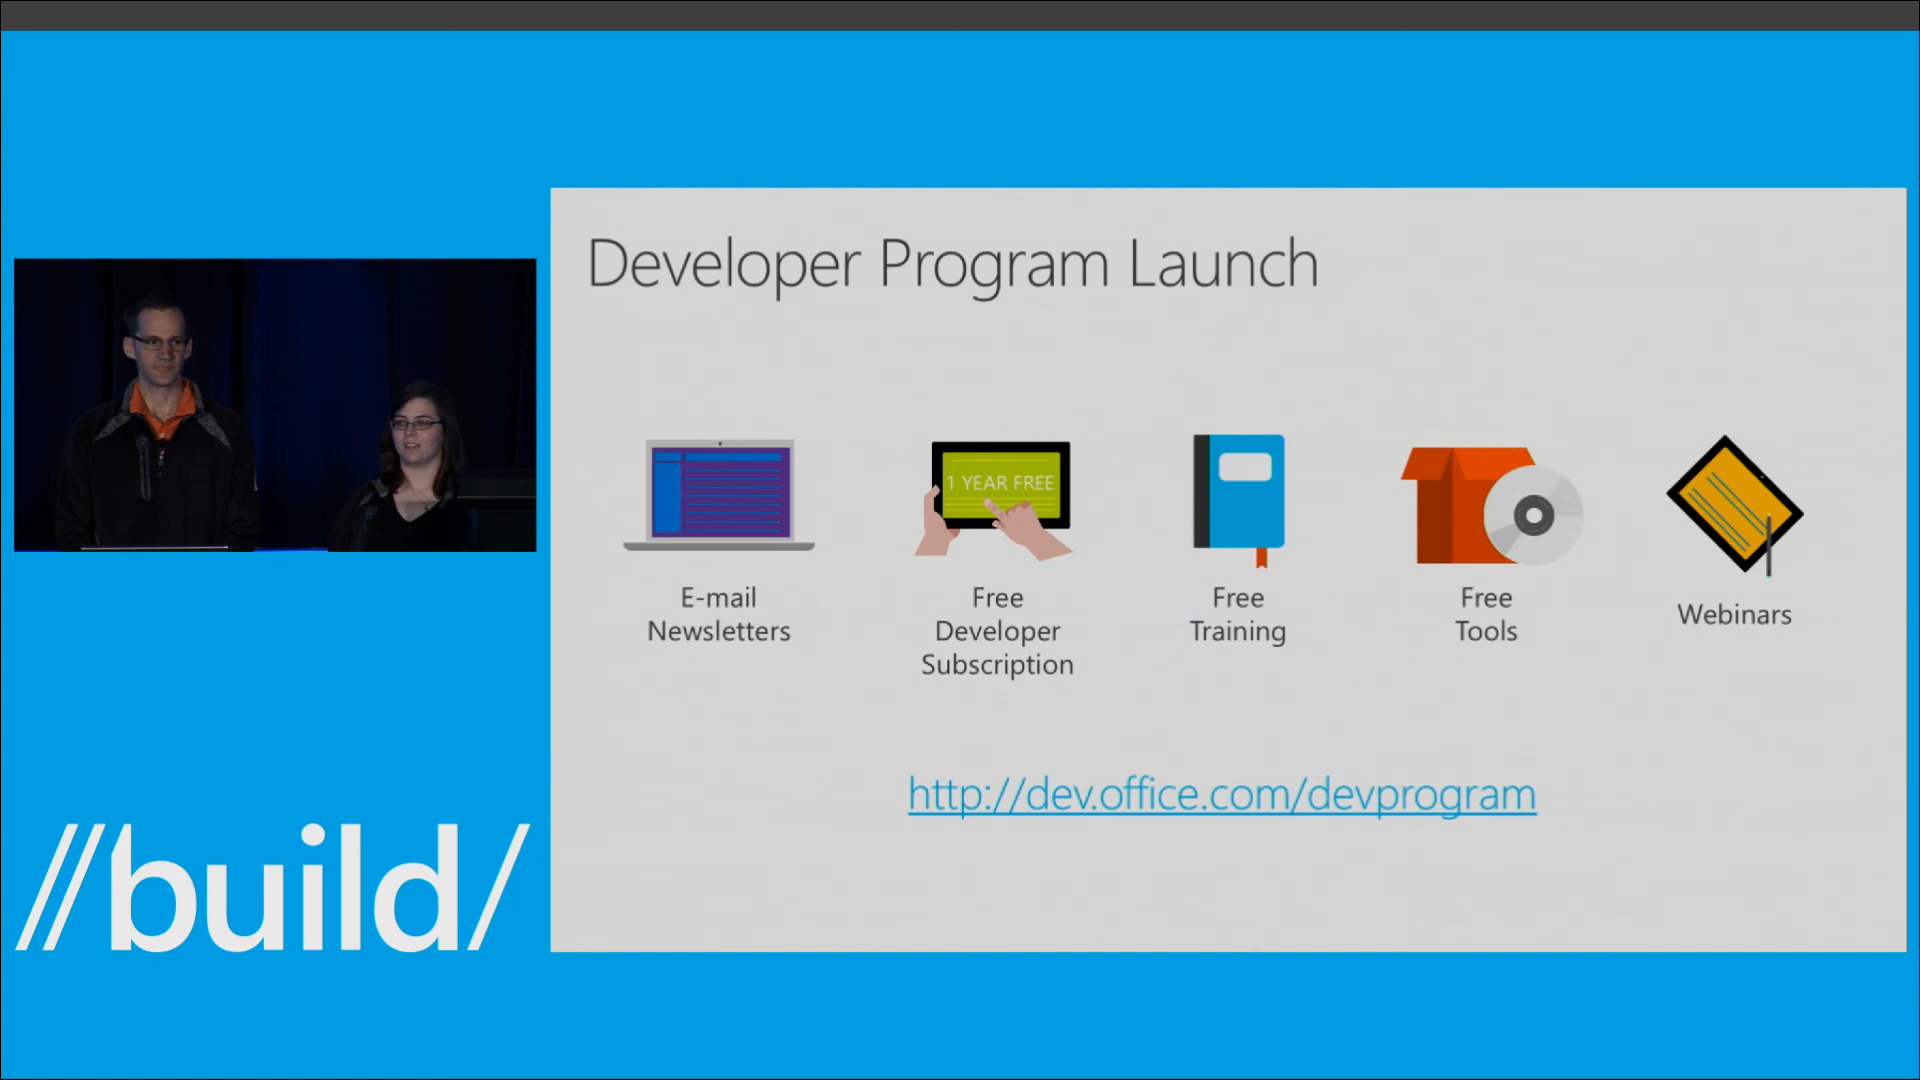 Developer Program Launch
1 YEAR FREE
E-mail
Newsletters
Free
Developer
Subscription
Free
Training
Free
Tools
Webinars
http://dev.office.com/devprogram
//build/